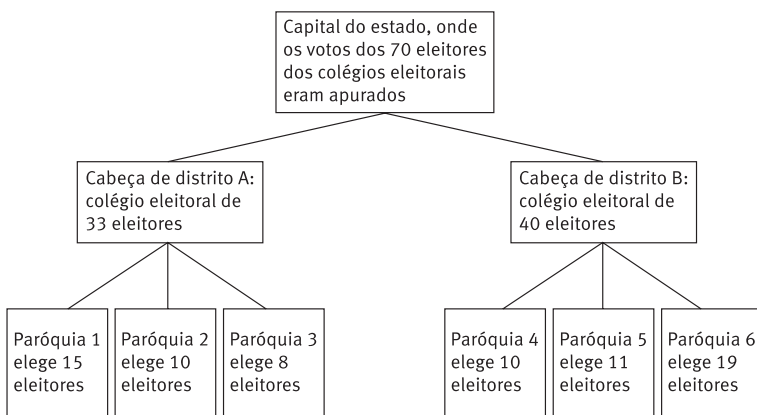 Capital do estado, onde
os votos dos 70 eleitores
dos colégios eleitorais
eram apurados
Cabeça de distrito A:
colégio eleitoral de
33 eleitores
Cabeça de distrito B:
colégio eleitoral de
40 eleitores
Paróquia 1
elege 15
eleitores
Paróquia 2
elege 10
eleitores
Paróquia 3
elege 8
eleitores
Paróquia 4
elege 10
eleitores
Paróquia 5
elege 11
eleitores
Paróquia 6
elege 19
eleitores